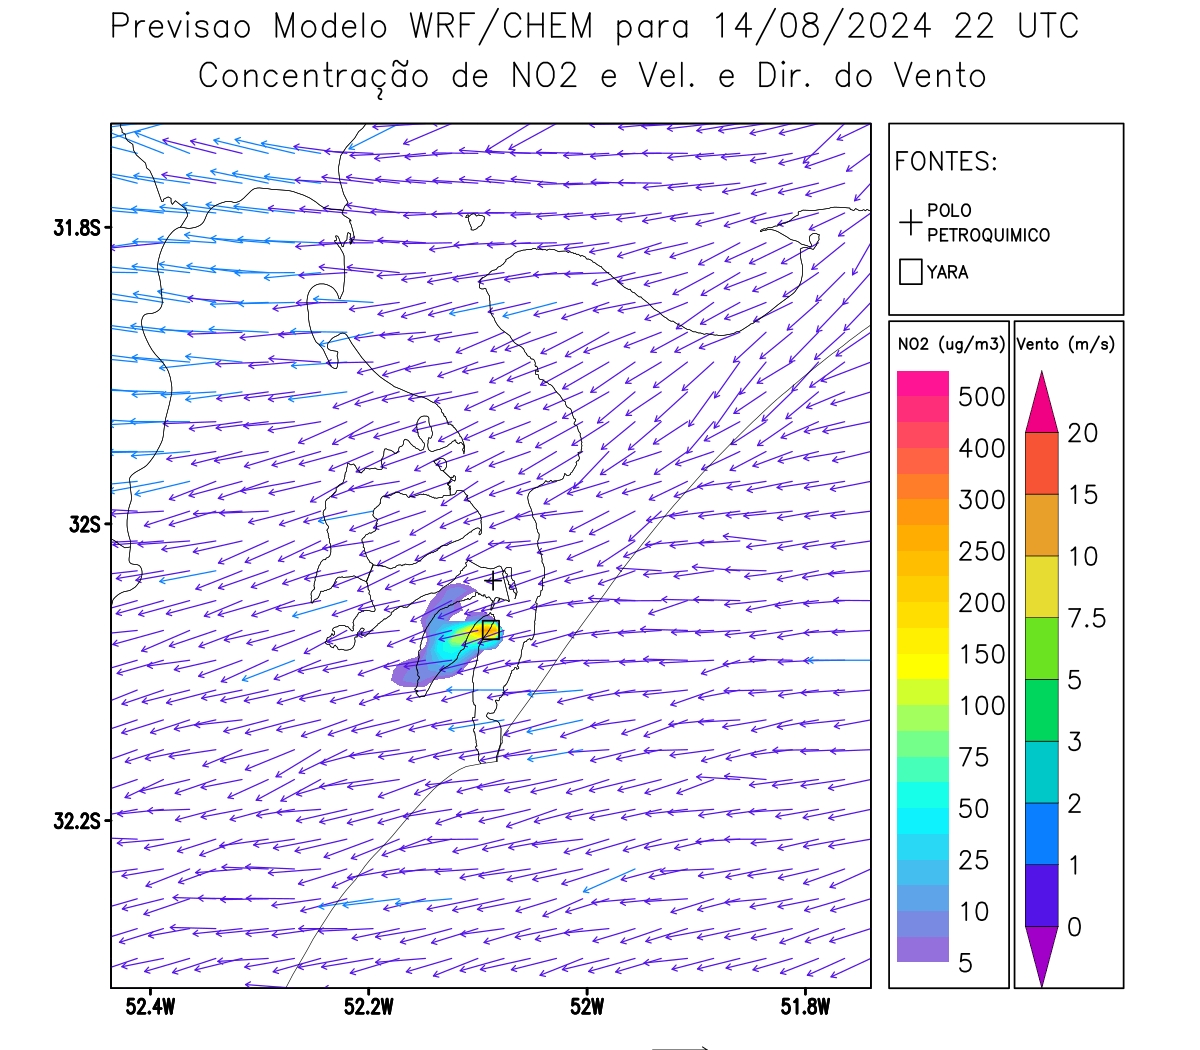 Previsao Modelo WRF/CHEM para 14/08/2024 22 UTC
Concentração de NO2 e Vel. e Dir. do Vento
FONTES:
POLO
PETROQUIMICO
YARA
NO2 (ug/m3)
500
400
300
250
200
150
100
75
50
25
10
5
Vento (m/s)
20
15
10
7.5
5
3
2
1
0
31.8S
32S
32.2S
52.4W
52.2W
52W
51.8W